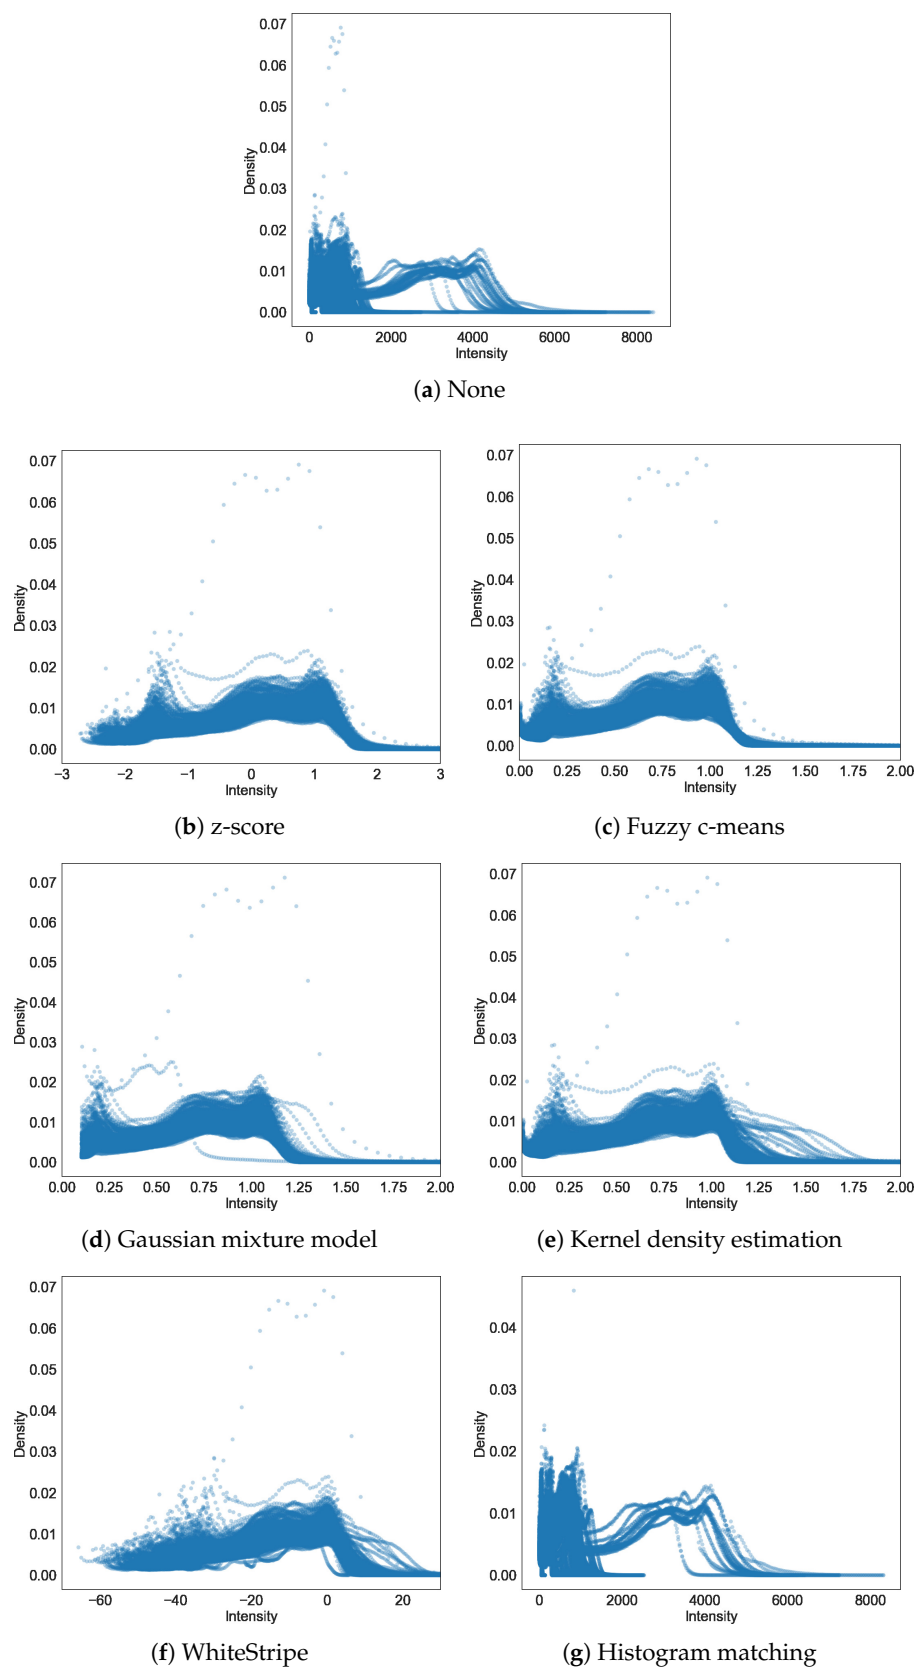 0.07
0.06
0.05
0.04
0.03
0.02
0.01
0.00
Density
0 2000 4000 6000 8000
Intensity
(a) None
0.07
0.06
0.05
0.04
0.03
0.02
0.01
0.00
Density
−3 −2 −1 0 1 2 3
Intensity
(b) z-score
0.07
0.06
0.05
0.04
0.03
0.02
0.01
0.00
Density
0.00 0.25 0.50 0.75 1.00 1.25 1.50 1.75 2.00
Intensity
(c) Fuzzy c-means
0.07
0.06
0.05
0.04
0.03
0.02
0.01
0.00
Density
0.00 0.25 0.50 0.75 1.00 1.25 1.50 1.75 2.00
Intensity
(d) Gaussian mixture model
0.07
0.06
0.05
0.04
0.03
0.02
0.01
0.00
Density
0.00 0.25 0.50 0.75 1.00 1.25 1.50 1.75 2.00
Intensity
(e) Kernel density estimation
0.07
0.06
0.05
0.04
0.03
0.02
0.01
0.00
Density
−60 −40 −20 0 20
Intensity
(f) WhiteStripe
0.04
0.03
0.02
0.01
0.00
Density
0 2000 4000 6000 8000
Intensity
(g) Histogram matching